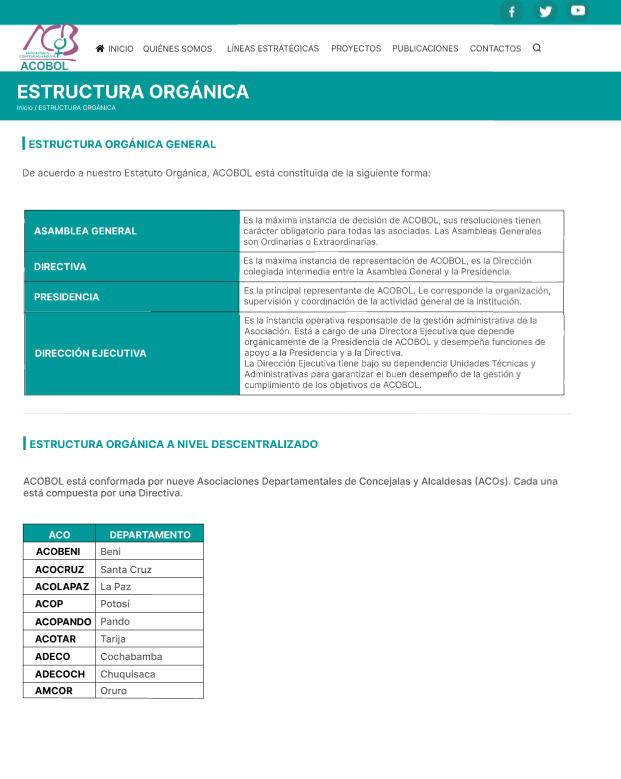 ACOBOL
INICIO QUIÉNES SOMOS LÍNEAS ESTRATÉGICAS PROYECTOS PUBLICACIONES CONTACTOS
ESTRUCTURA ORGÁNICA
Inicio / ESTRUCTURA ORGÁNICA
ESTRUCTURA ORGÁNICA GENERAL
De acuerdo a nuestro Estatuto Orgánica, ACOBOL está constituida de la siguiente forma:
ASAMBLEA GENERAL
Es la máxima instancia de decisión de ACOBOL, sus resoluciones tienen
carácter obligatorio para todas las asociadas. Las Asambleas Generales
son Ordinarias o Extraordinarias.
DIRECTIVA
Es la máxima instancia de representación de ACOBOL, es la Dirección
colegiada intermedia entre la Asamblea General y la Presidencia.
PRESIDENCIA
Es la principal representante de ACOBOL. Le corresponde la organización,
supervisión y coordinación de la actividad general de la institución.
DIRECCIÓN EJECUTIVA
Es la instancia operativa responsable de la gestión administrativa de la
Asociación. Está a cargo de una Directora Ejecutiva que depende
orgánicamente de la Presidencia de ACOBOL y desempeña funciones de
apoyo a la Presidencia y a la Directiva.
La Dirección Ejecutiva tiene bajo su dependencia Unidades Técnicas y
Administrativas para garantizar el buen desempeño de la gestión y
cumplimiento de los objetivos de ACOBOL.
ESTRUCTURA ORGÁNICA A NIVEL DESCENTRALIZADO
ACOBOL está conformada por nueve Asociaciones Departamentales de Concejalas y Alcaldesas (ACOs). Cada una
está compuesta por una Directiva.
ACO DEPARTAMENTO
ACOBENI Beni
ACOCRUZ Santa Cruz
ACOLAPAZ La Paz
ACOP Potosí
ACOPANDO Pando
ACOTAR Tarija
ADECO Cochabamba
ADECOCH Chuquisaca
AMCOR Oruro